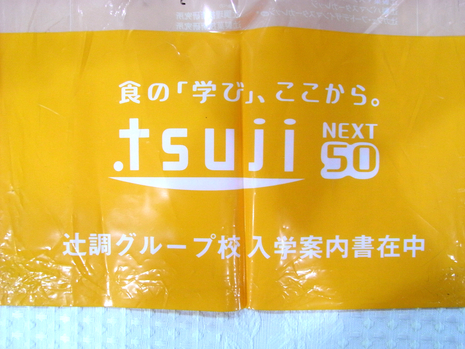 食の「学び」、ここから。
.tsuji NEXT 50
辻調グループ校 入学案内書在中